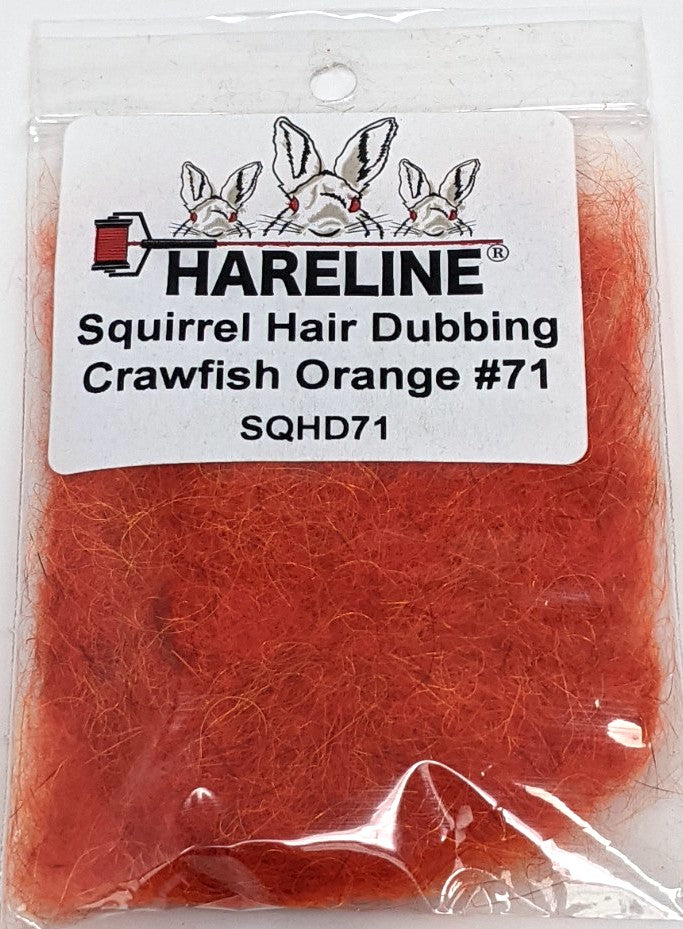 HARELINE®
Squirrel Hair Dubbing
Crawfish Orange #71
SQHD71